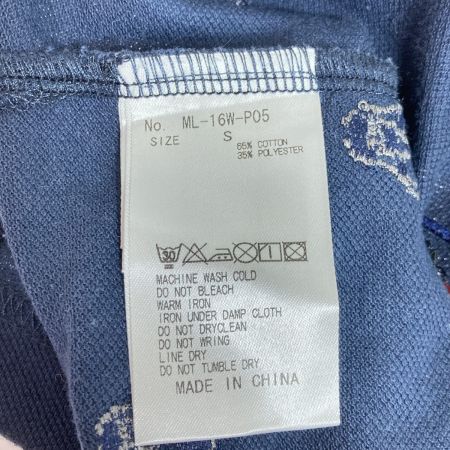 No. ML-16W-P05
SIZE S
65% COTTON
35% POLYESTER
30
MACHINE WASH COLD
DO NOT BLEACH
WARM IRON
IRON UNDER DAMP CLOTH
DO NOT DRYCLEAN
DO NOT WRING
LINE DRY
DO NOT TUMBLE DRY
MADE IN CHINA